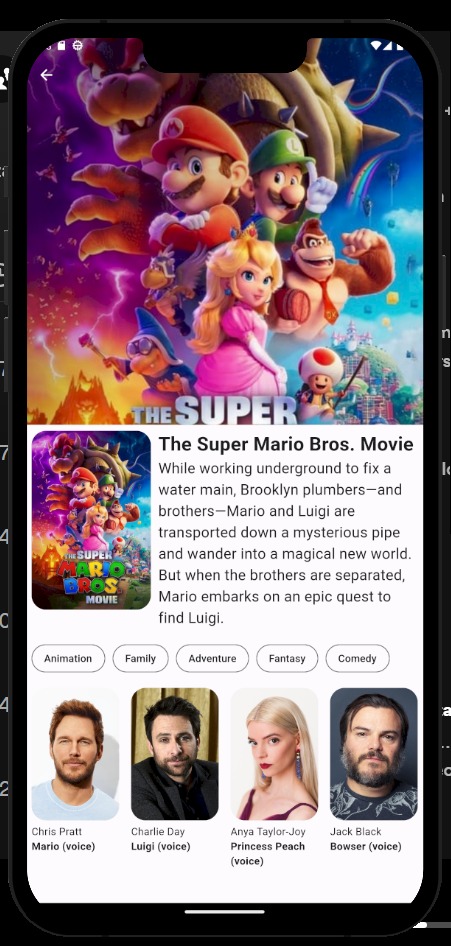 THE SUPER
The Super Mario Bros. Movie
While working underground to fix a
water main, Brooklyn plumbers—and
brothers—Mario and Luigi are
transported down a mysterious pipe
and wander into a magical new world.
But when the brothers are separated,
Mario embarks on an epic quest to
find Luigi.
THE SUPER
MARIO
BROS.
MOVIE
Animation
Family
Adventure
Fantasy
Comedy
Chris Pratt
Mario (voice)
Charlie Day
Luigi (voice)
Anya Taylor-Joy
Princess Peach
(voice)
Jack Black
Bowser (voice)